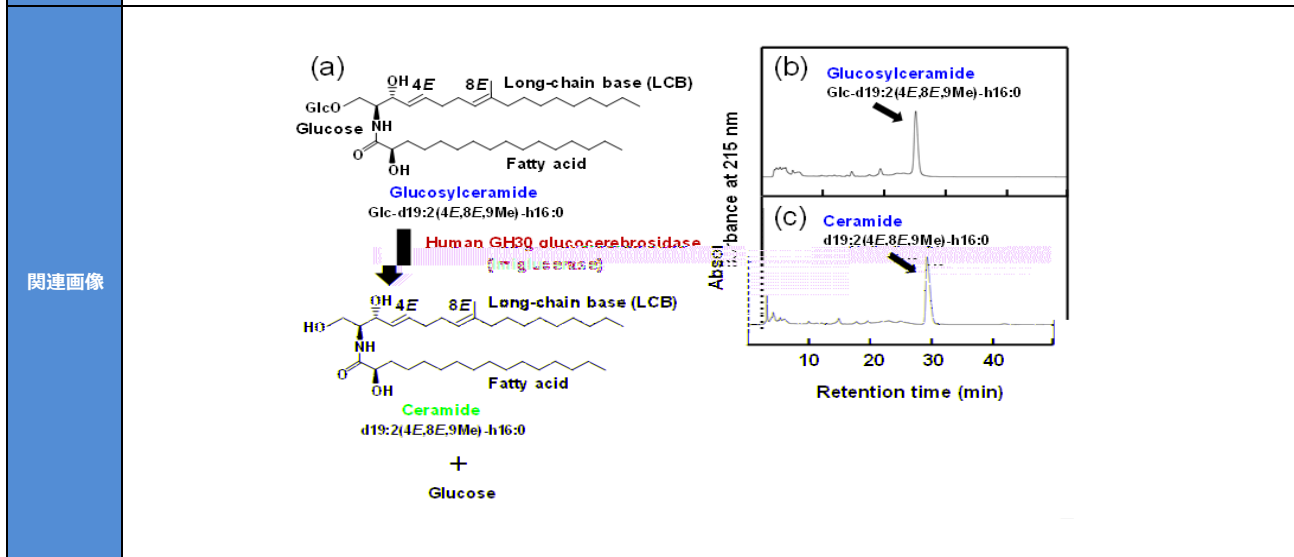 関連画像
(a)
OH 4E 8E Long-chain base (LCB)
GlcO
Glucose NH
O
OH Fatty acid
Glucosylceramide
Glc-d19:2(4E,8E,9Me)-h16:0
Human GH30 glucocerebrosidase
OH 4E 8E Long-chain base (LCB)
HO
NH
O
OH Fatty acid
Ceramide
d19:2(4E,8E,9Me)-h16:0
+
Glucose
Absorbance at 215 nm
(b) Glucosylceramide
Glc-d19:2(4E,8E,9Me)-h16:0
(c) Ceramide
d19:2(4E,8E,9Me)-h16:0
10 20 30 40
Retention time (min)